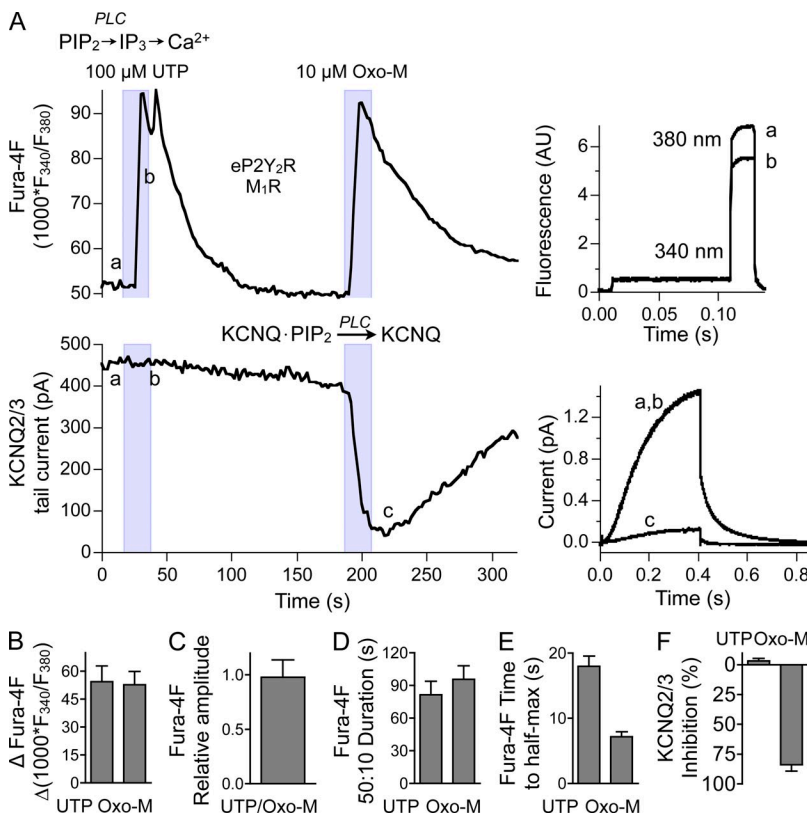 A
PLC
PIP₂→IP₃→Ca²⁺
100 µM UTP
10 µM Oxo-M
Fura-4F
(1000*F₃₄₀/F₃₈₀)
90
80
70
60
50
a
b
eP2Y₂R
M₁R
Fluorescence (AU)
6
4
2
0
380 nm
a
b
340 nm
0.00
0.05
0.10
Time (s)
KCNQ·PIP₂ PLC→ KCNQ
KCNQ2/3
tail current (pA)
500
400
300
200
100
0
a
b
c
0
50
100
150
200
250
300
Time (s)
Current (pA)
1.2
0.8
0.4
0.0
a,b
c
0.0
0.2
0.4
0.6
0.8
Time (s)
B
Δ Fura-4F
Δ(1000*F₃₄₀/F₃₈₀)
60
45
30
15
0
UTP Oxo-M
C
Fura-4F
Relative amplitude
1.0
0.5
0.0
UTP/Oxo-M
D
Fura-4F
50:10 Duration (s)
120
90
60
30
0
UTP Oxo-M
E
Fura-4F Time
to half-max (s)
20
10
0
UTP Oxo-M
F
UTP Oxo-M
KCNQ2/3
Inhibition (%)
0
25
50
75
100